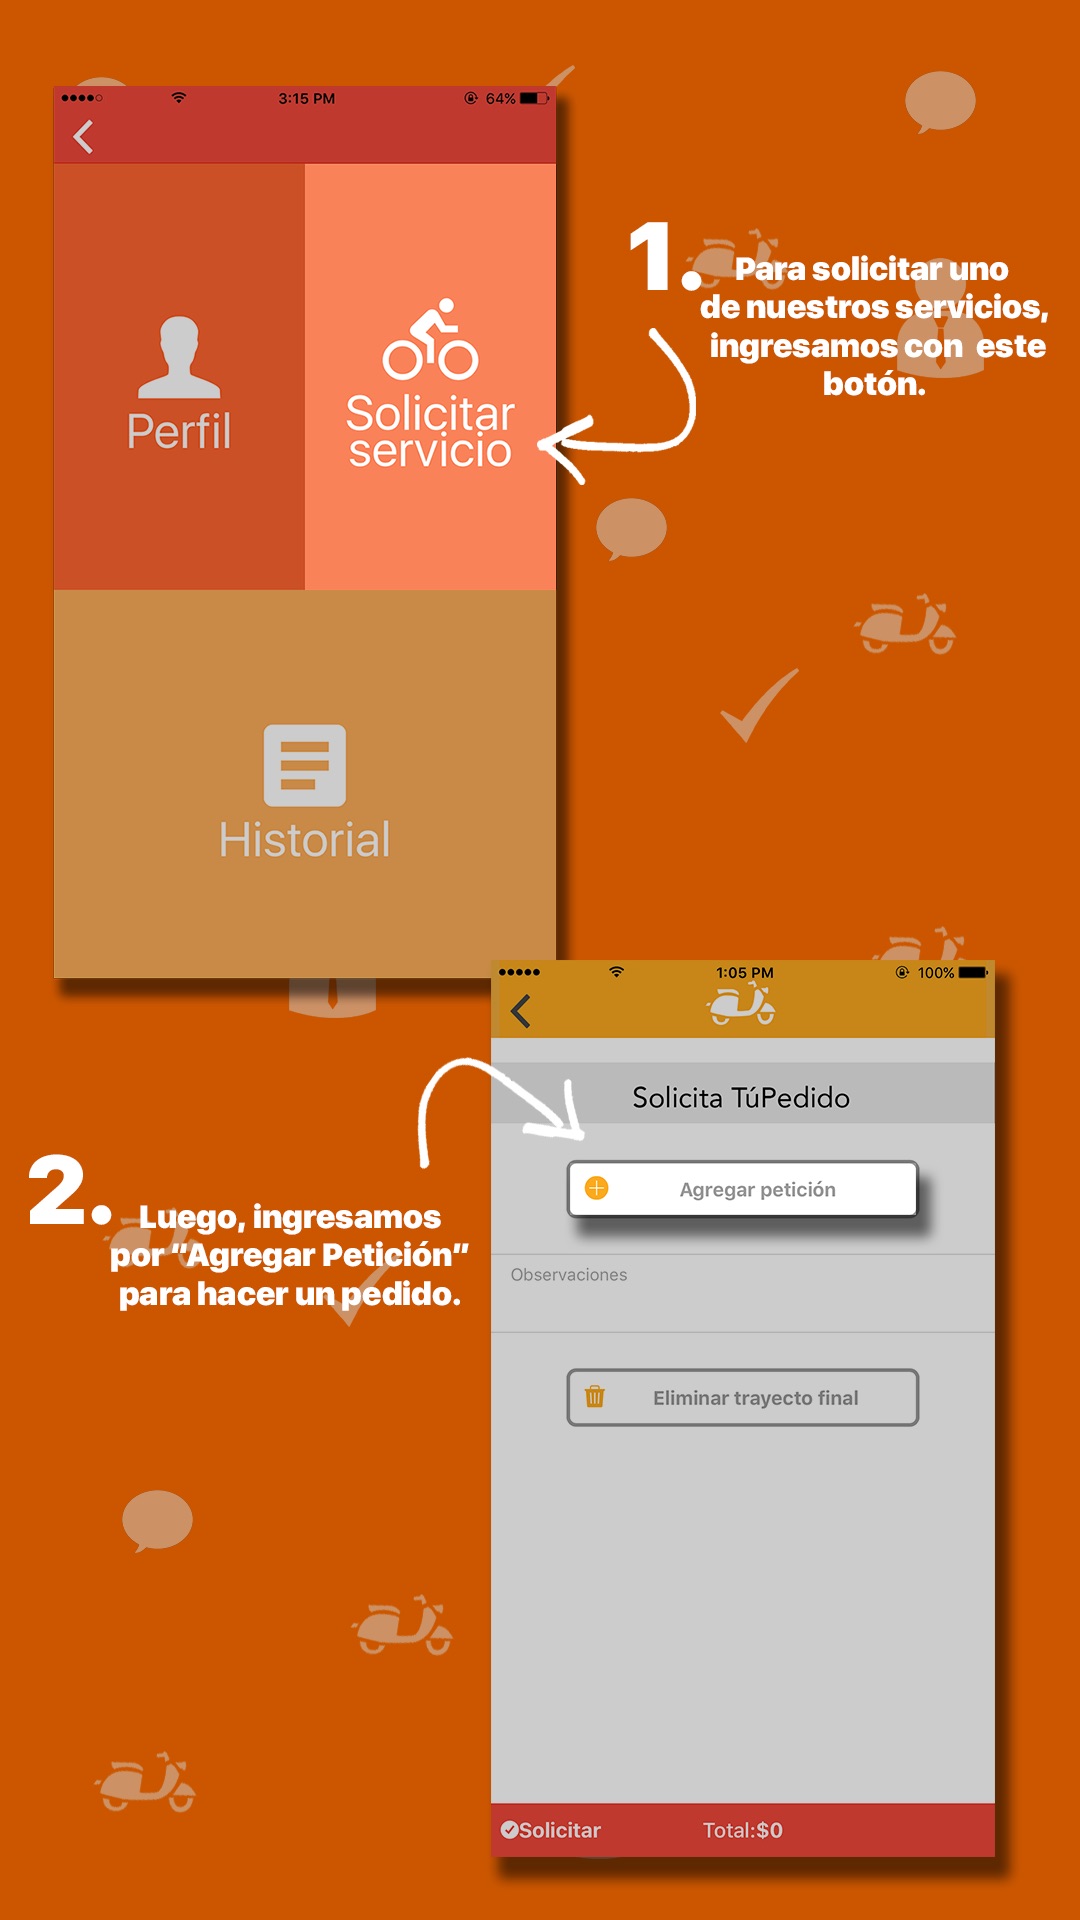 3:15 PM
64%
Perfil
Solicitar
servicio
Historial
1.
Para solicitar uno
de nuestros servicios,
ingresamos con este
botón.
1:05 PM
100%
Solicita TúPedido
Agregar petición
Observaciones
Eliminar trayecto final
Solicitar
Total:$0
2.
Luego, ingresamos
por "Agregar Petición"
para hacer un pedido.